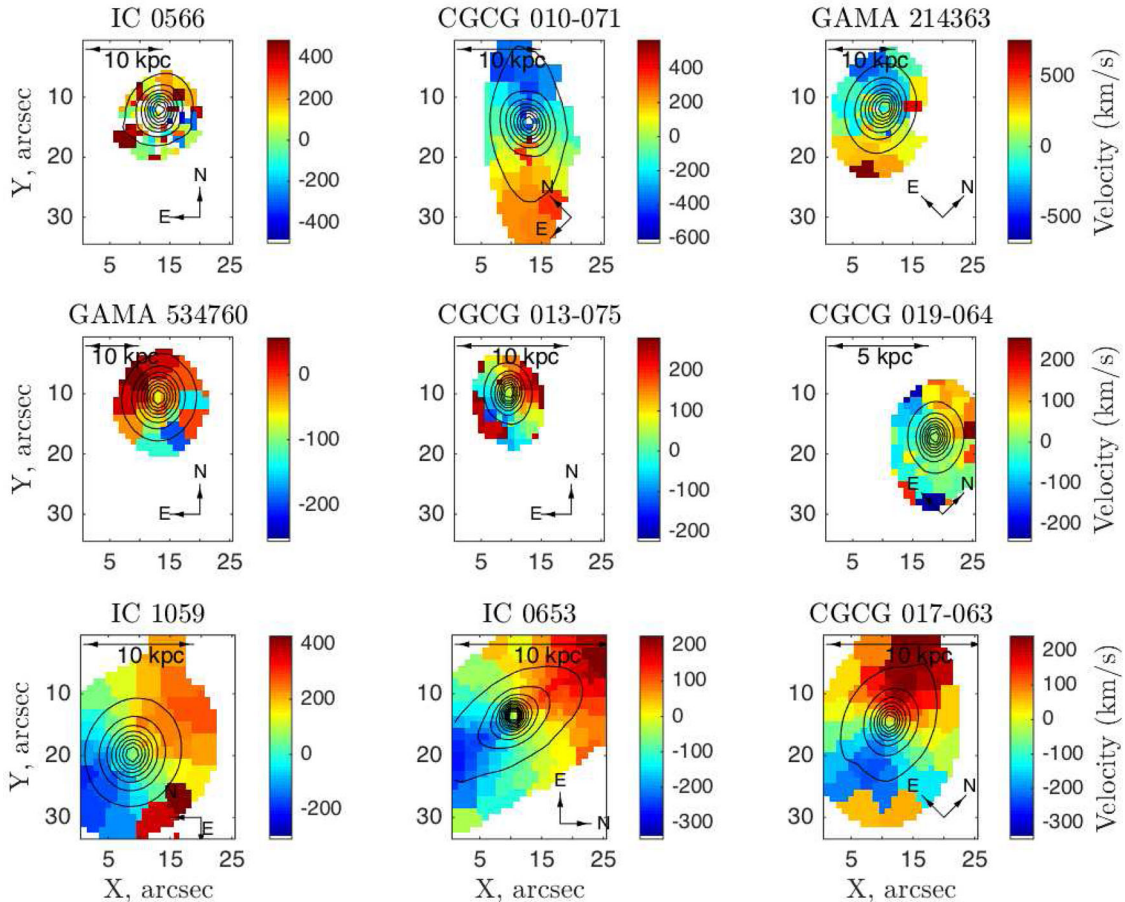 IC 0566
CGCG 010-071
GAMA 214363
10 kpc
10 kpc
10 kpc
Y, arcsec
10
20
30
5 15 25
N
E
400
200
0
-200
-400
10
20
30
5 15 25
N
E
400
200
0
-200
-400
-600
10
20
30
5 15 25
E
N
500
0
-500
Velocity (km/s)
GAMA 534760
CGCG 013-075
CGCG 019-064
10 kpc
10 kpc
5 kpc
Y, arcsec
10
20
30
5 15 25
N
E
0
-100
-200
10
20
30
5 15 25
N
E
200
100
0
-100
-200
10
20
30
5 15 25
E
N
200
100
0
-100
-200
Velocity (km/s)
IC 1059
IC 0653
CGCG 017-063
10 kpc
10 kpc
10 kpc
Y, arcsec
10
20
30
5 15 25
X, arcsec
N
E
400
200
0
-200
10
20
30
5 15 25
X, arcsec
E
N
200
100
0
-100
-200
-300
10
20
30
5 15 25
X, arcsec
E
N
200
100
0
-100
-200
-300
Velocity (km/s)